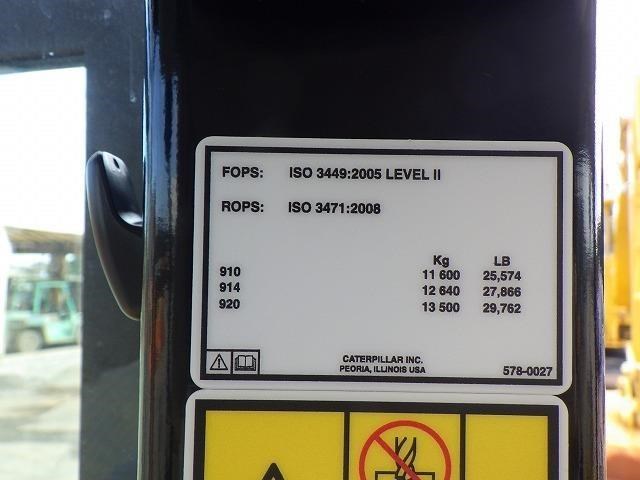 FOPS: ISO 3449:2005 LEVEL II
ROPS: ISO 3471:2008
Kg LB
910 11 600 25,574
914 12 640 27,866
920 13 500 29,762
CATERPILLAR INC.
PEORIA, ILLINOIS USA
578-0027